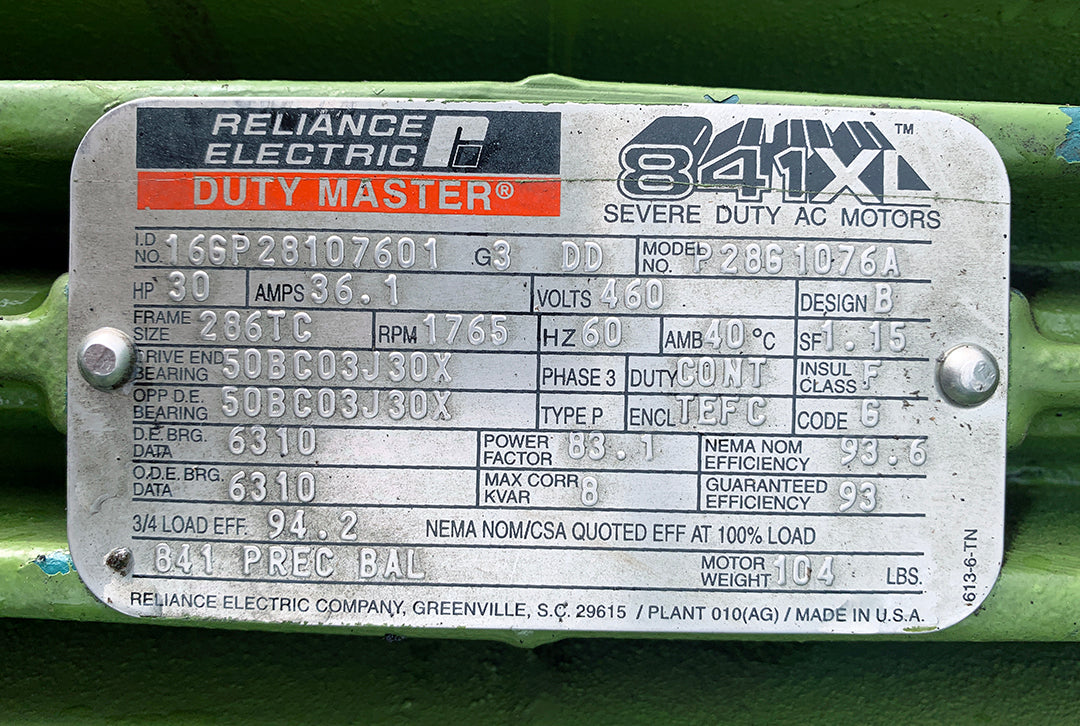 RELIANCE
ELECTRIC
DUTY MASTER®
841XL™
SEVERE DUTY AC MOTORS
I.D. NO. 16GP28107601 G3 DD MODEL NO. P28G1076A
HP 30 AMPS 36.1 VOLTS 460 DESIGN B
FRAME SIZE 286TC RPM 1765 HZ 60 AMB 40 °C SF 1.15
DRIVE END BEARING 50BC03J30X PHASE 3 DUTY CONT INSUL CLASS F
OPP D.E. BEARING 50BC03J30X TYPE P ENCL TEFC CODE G
D.E. BRG. DATA 6310 POWER FACTOR 83.1 NEMA NOM EFFICIENCY 93.6
O.D.E. BRG. DATA 6310 MAX CORR KVAR 8 GUARANTEED EFFICIENCY 93
3/4 LOAD EFF. 94.2 NEMA NOM/CSA QUOTED EFF AT 100% LOAD
841 PREC BAL MOTOR WEIGHT 104 LBS.
RELIANCE ELECTRIC COMPANY, GREENVILLE, S.C. 29615 / PLANT 010(AG) / MADE IN U.S.A.
613-6-TN